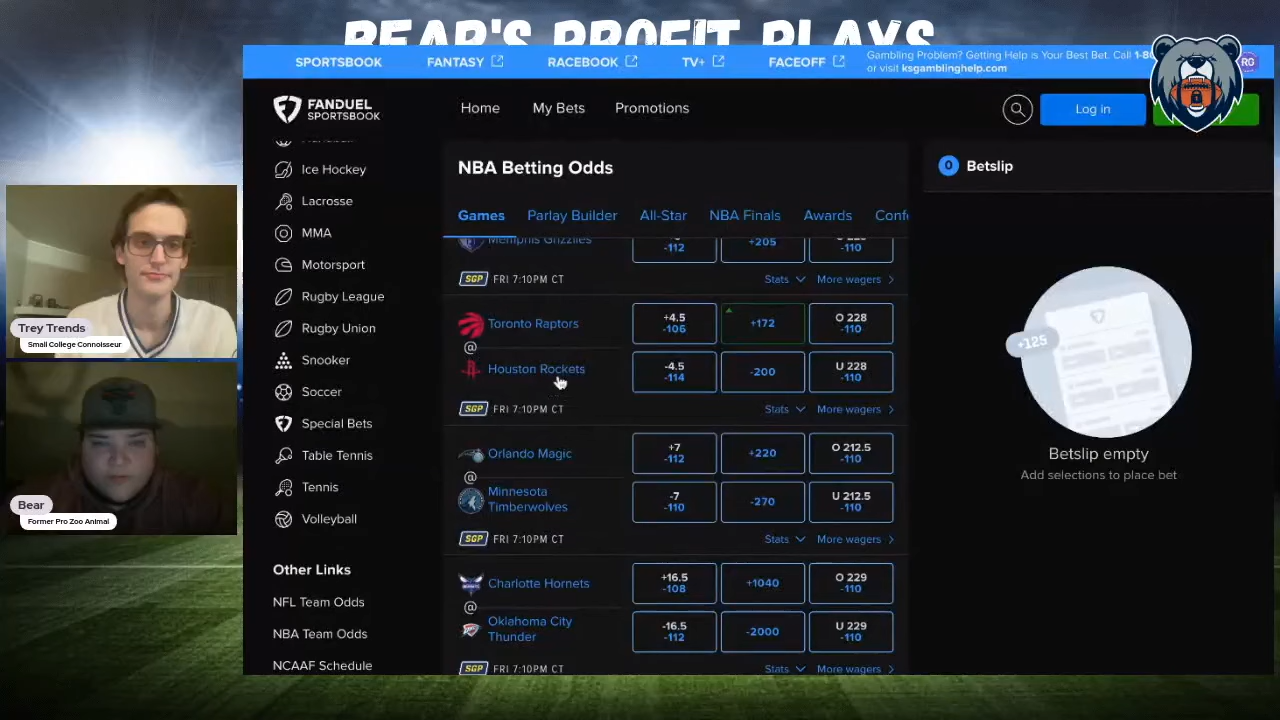 BEAR'S PROFIT PLAYS
SPORTSBOOK
FANTASY
RACEBOOK
TV+
FACEOFF
Gambling Problem? Getting Help is Your Best Bet. Call 1-80
or visit ksgamblinghelp.com
RG
FANDUEL
SPORTSBOOK
Home
My Bets
Promotions
Log in
Ice Hockey
Lacrosse
MMA
Motorsport
Rugby League
Rugby Union
Snooker
Soccer
Special Bets
Table Tennis
Tennis
Volleyball
Other Links
NFL Team Odds
NBA Team Odds
NCAAF Schedule
NBA Betting Odds
Games
Parlay Builder
All-Star
NBA Finals
Awards
Confe
Memphis Grizzlies
-112
+205
-110
SGP FRI 7:10PM CT
Stats
More wagers
Toronto Raptors
+4.5
-106
+172
O 228
-110
@
Houston Rockets
-4.5
-114
-200
U 228
-110
SGP FRI 7:10PM CT
Stats
More wagers
Orlando Magic
+7
-112
+220
O 212.5
-110
@
Minnesota
Timberwolves
-7
-110
-270
U 212.5
-110
SGP FRI 7:10PM CT
Stats
More wagers
Charlotte Hornets
+16.5
-108
+1040
O 229
-110
@
Oklahoma City
Thunder
-16.5
-112
-2000
U 229
-110
SGP FRI 7:10PM CT
Stats
More wagers
0 Betslip
+125
Betslip empty
Add selections to place bet
Trey Trends
Small College Connoisseur
Bear
Former Pro Zoo Animal